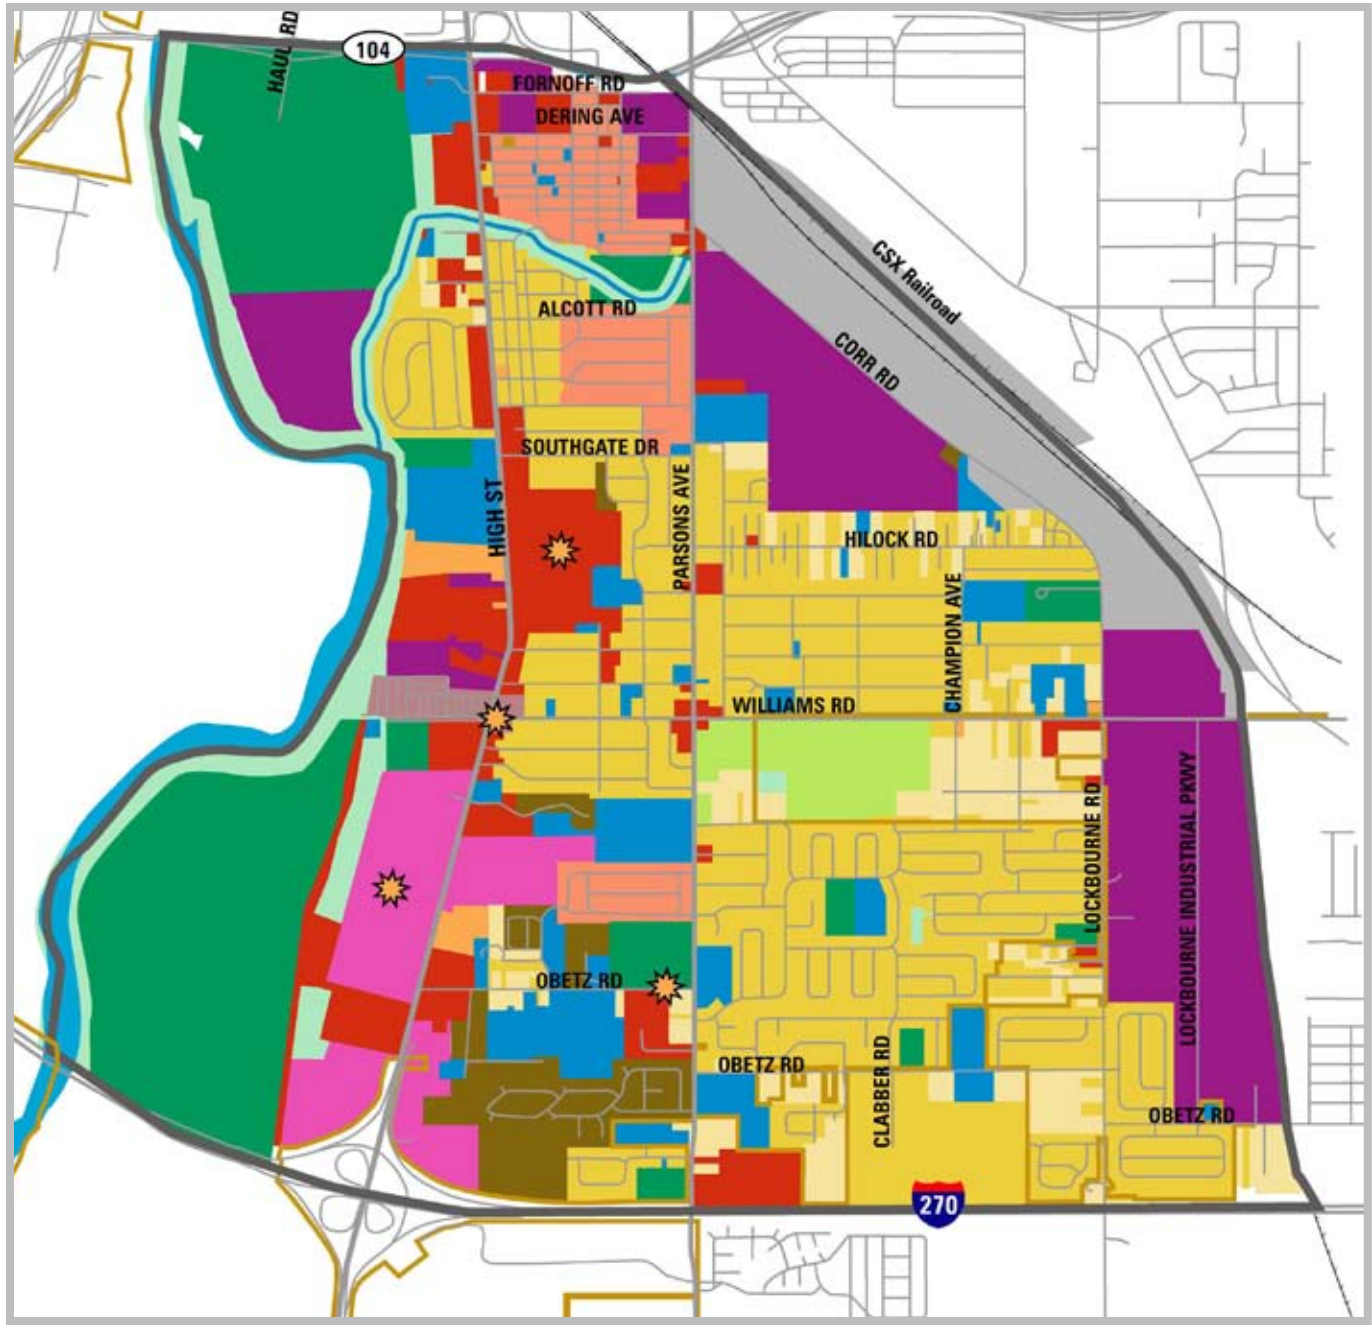 HAUL RD
104
FORNOFF RD
DERING AVE
CSX Railroad
ALCOTT RD
CORR RD
SOUTHGATE DR
HIGH ST
PARSONS AVE
HILOCK RD
CHAMPION AVE
WILLIAMS RD
LOCKBOURNE RD
LOCKBOURNE INDUSTRIAL PKWY
OBETZ RD
OBETZ RD
CLABBER RD
OBETZ RD
270